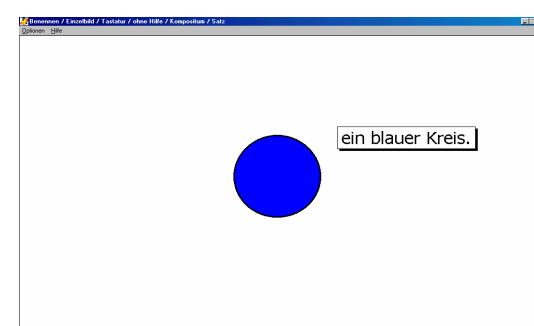 Benennen / Einzelbild / Tastatur / ohne Hilfe / Kompositum / Satz
Optionen Hilfe
ein blauer Kreis.